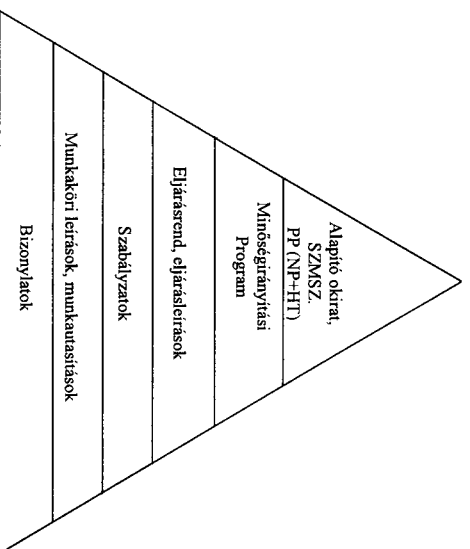 Alapító okirat,
SZMSZ.
PP (NP+HT)
Minőségirányítási
Program
Eljárásrend, eljárásleírások
Szabályzatok
Munkaköri leírások, munkautasítások
Bizonylatok